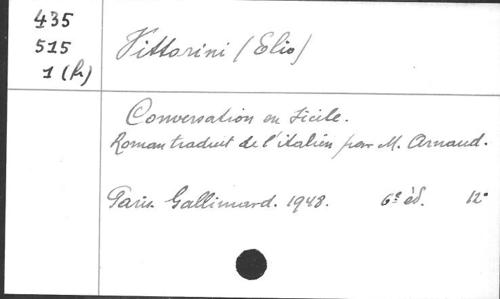 435
515
1 (Pr)
Vittorini (Elio)
Conversation en Sicile.
Roman traduit de l'italien par M. Arnaud.
Paris. Gallimard. 1948. 6e éd. 12°